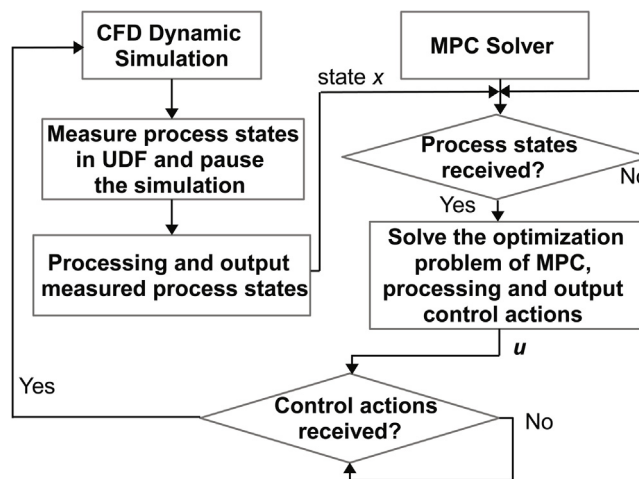 CFD Dynamic
Simulation
MPC Solver
state x
Measure process states
in UDF and pause
the simulation
Process states
received?
No
Yes
Processing and output
measured process states
Solve the optimization
problem of MPC,
processing and output
control actions
u
Yes
Control actions
received?
No